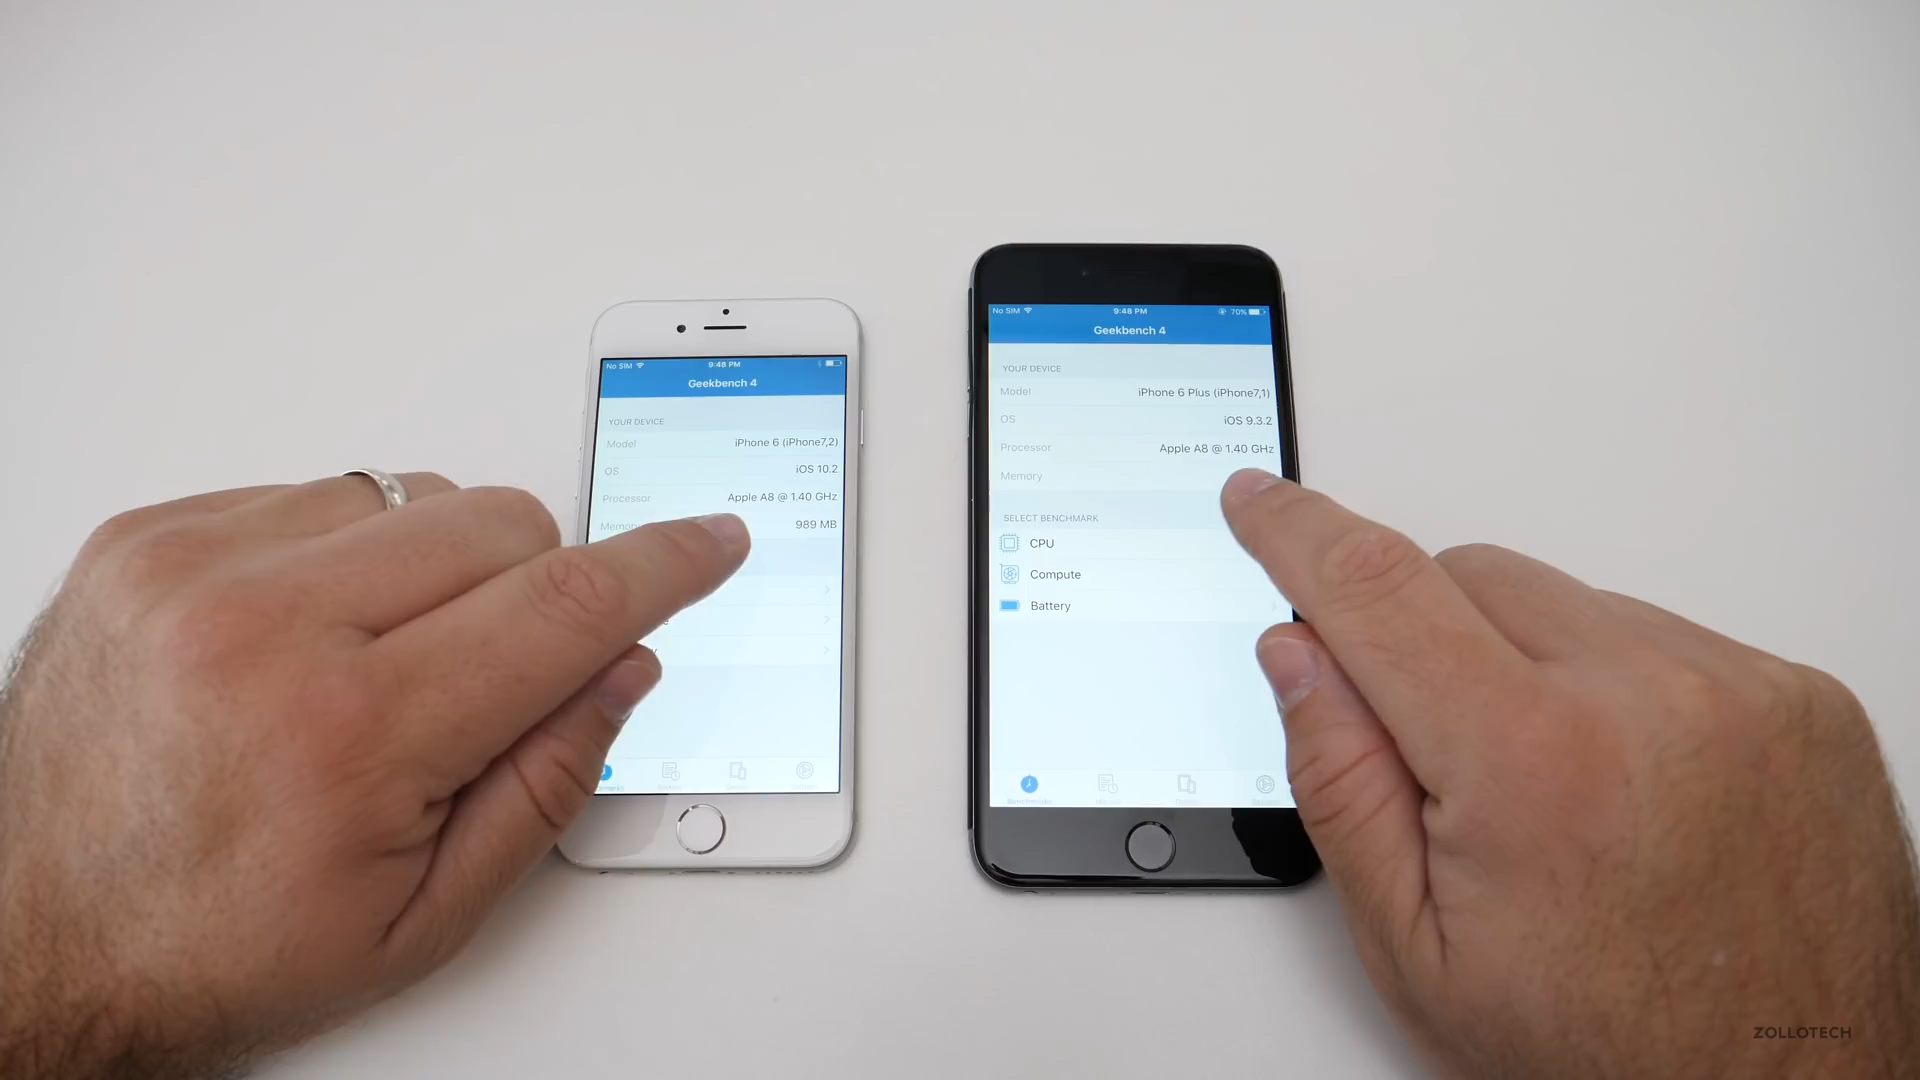 No SIM 9:48 PM
Geekbench 4
YOUR DEVICE
Model iPhone 6 (iPhone7,2)
OS iOS 10.2
Processor Apple A8 @ 1.40 GHz
Memory 989 MB
No SIM 9:48 PM 70%
Geekbench 4
YOUR DEVICE
Model iPhone 6 Plus (iPhone7,1)
OS iOS 9.3.2
Processor Apple A8 @ 1.40 GHz
Memory
SELECT BENCHMARK
CPU
Compute
Battery
ZOLLOTECH